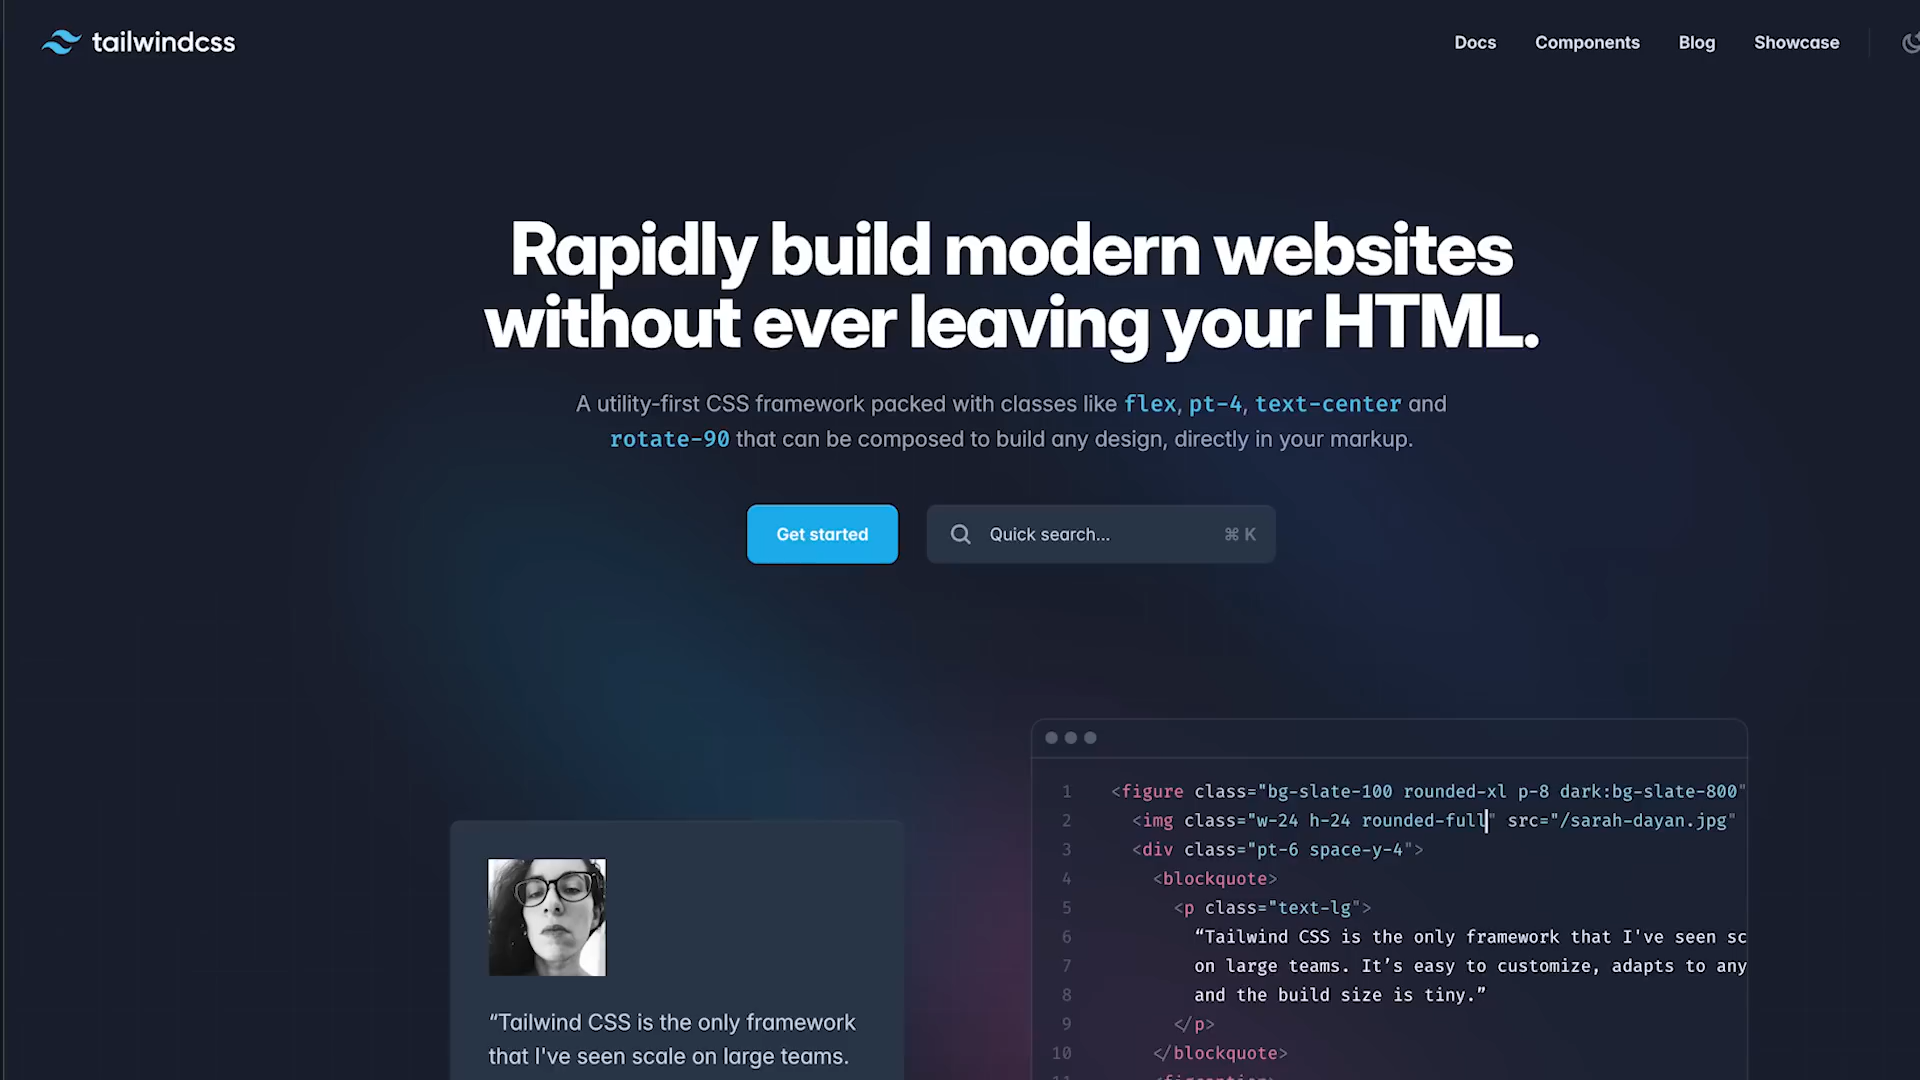 tailwindcss
Docs Components Blog Showcase
Rapidly build modern websites
without ever leaving your HTML.
A utility-first CSS framework packed with classes like flex, pt-4, text-center and
rotate-90 that can be composed to build any design, directly in your markup.
Get started
Quick search... ⌘ K
1 <figure class="bg-slate-100 rounded-xl p-8 dark:bg-slate-800"
2 <img class="w-24 h-24 rounded-full" src="/sarah-dayan.jpg"
3 <div class="pt-6 space-y-4">
4 <blockquote>
5 <p class="text-lg">
6 “Tailwind CSS is the only framework that I've seen sc
7 on large teams. It’s easy to customize, adapts to any
8 and the build size is tiny.”
9 </p>
10 </blockquote>
11 <figcaption>
“Tailwind CSS is the only framework
that I've seen scale on large teams.